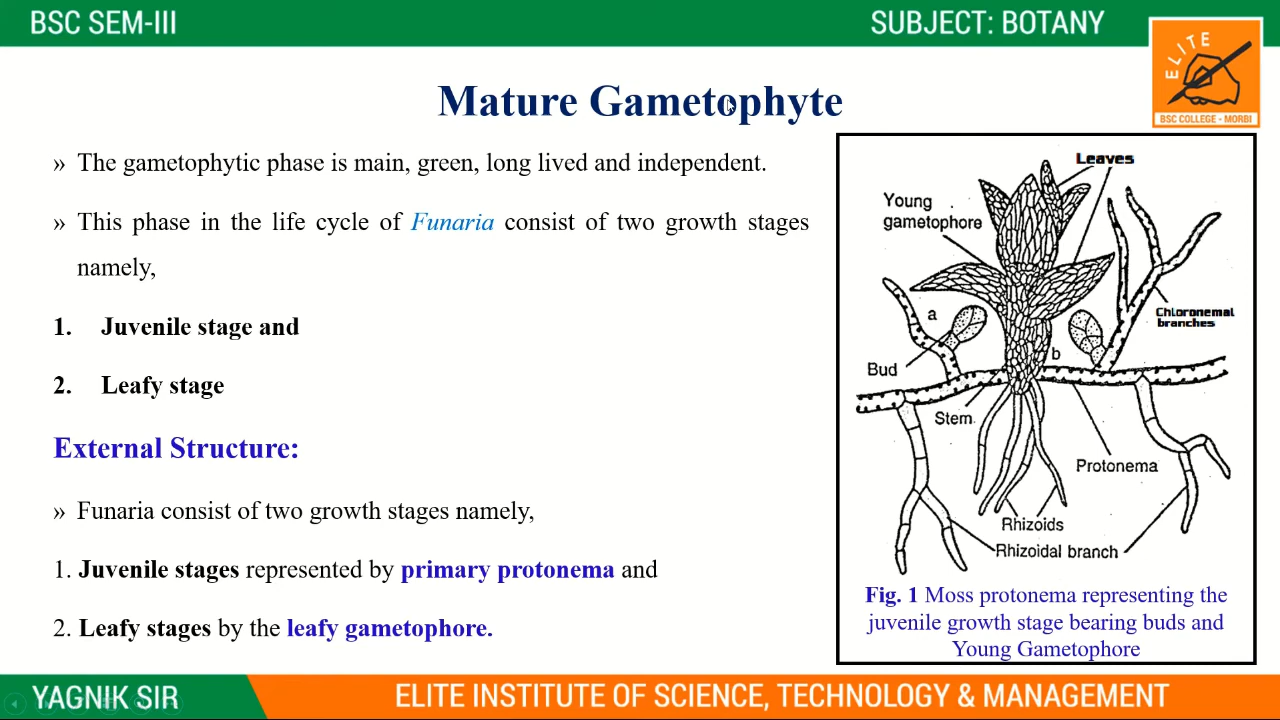 BSC SEM-III
SUBJECT: BOTANY
ELITE
BSC COLLEGE - MORBI
Mature Gametophyte
» The gametophytic phase is main, green, long lived and independent.
» This phase in the life cycle of Funaria consist of two growth stages
namely,
1. Juvenile stage and
2. Leafy stage
External Structure:
» Funaria consist of two growth stages namely,
1. Juvenile stages represented by primary protonema and
2. Leafy stages by the leafy gametophore.
Leaves
Young
gametophore
Chloronemal
branches
a
b
Bud
Stem
Protonema
Rhizoids
Rhizoidal branch
Fig. 1 Moss protonema representing the
juvenile growth stage bearing buds and
Young Gametophore
YAGNIK SIR
ELITE INSTITUTE OF SCIENCE, TECHNOLOGY & MANAGEMENT